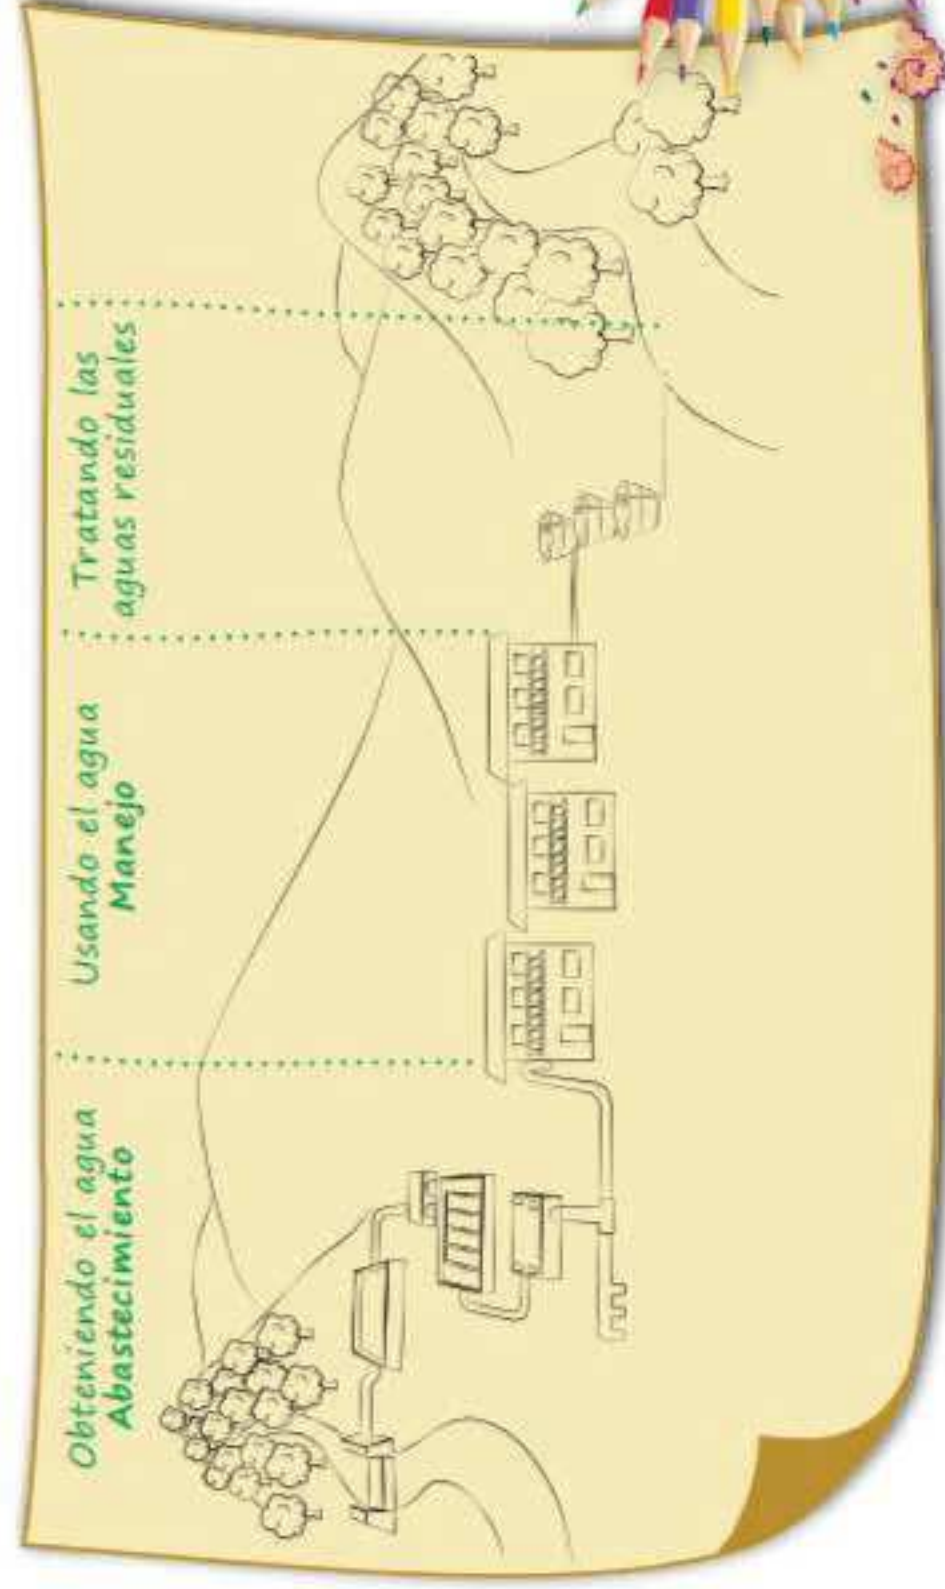 Obteniendo el agua
Abastecimiento
Usando el agua
Manejo
Tratando las
aguas residuales